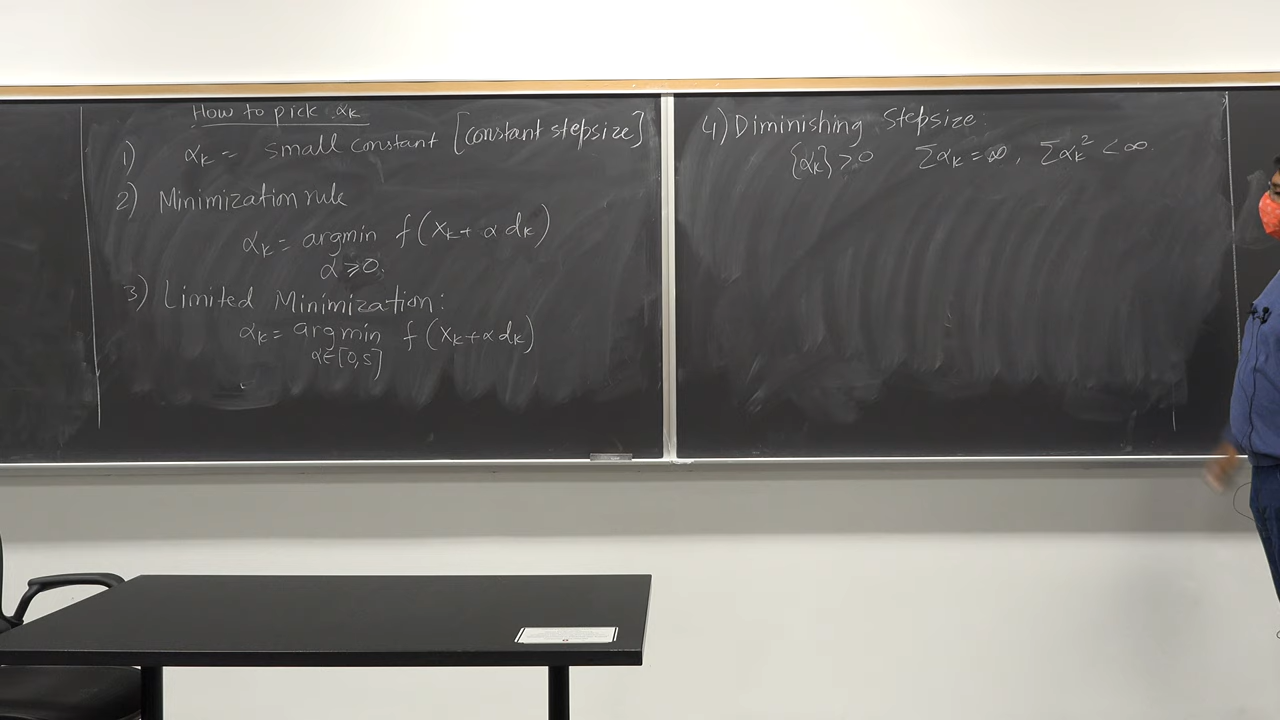 How to pick αk
1) αk = small constant [constant stepsize]
2) Minimization rule
αk = argmin f(xk + α dk)
α ⩾ 0
3) Limited Minimization:
αk = argmin f(xk + α dk)
α∈[0,s]
4) Diminishing Stepsize:
{αk} ⩾ 0 Σαk = ∞, Σαk² < ∞.